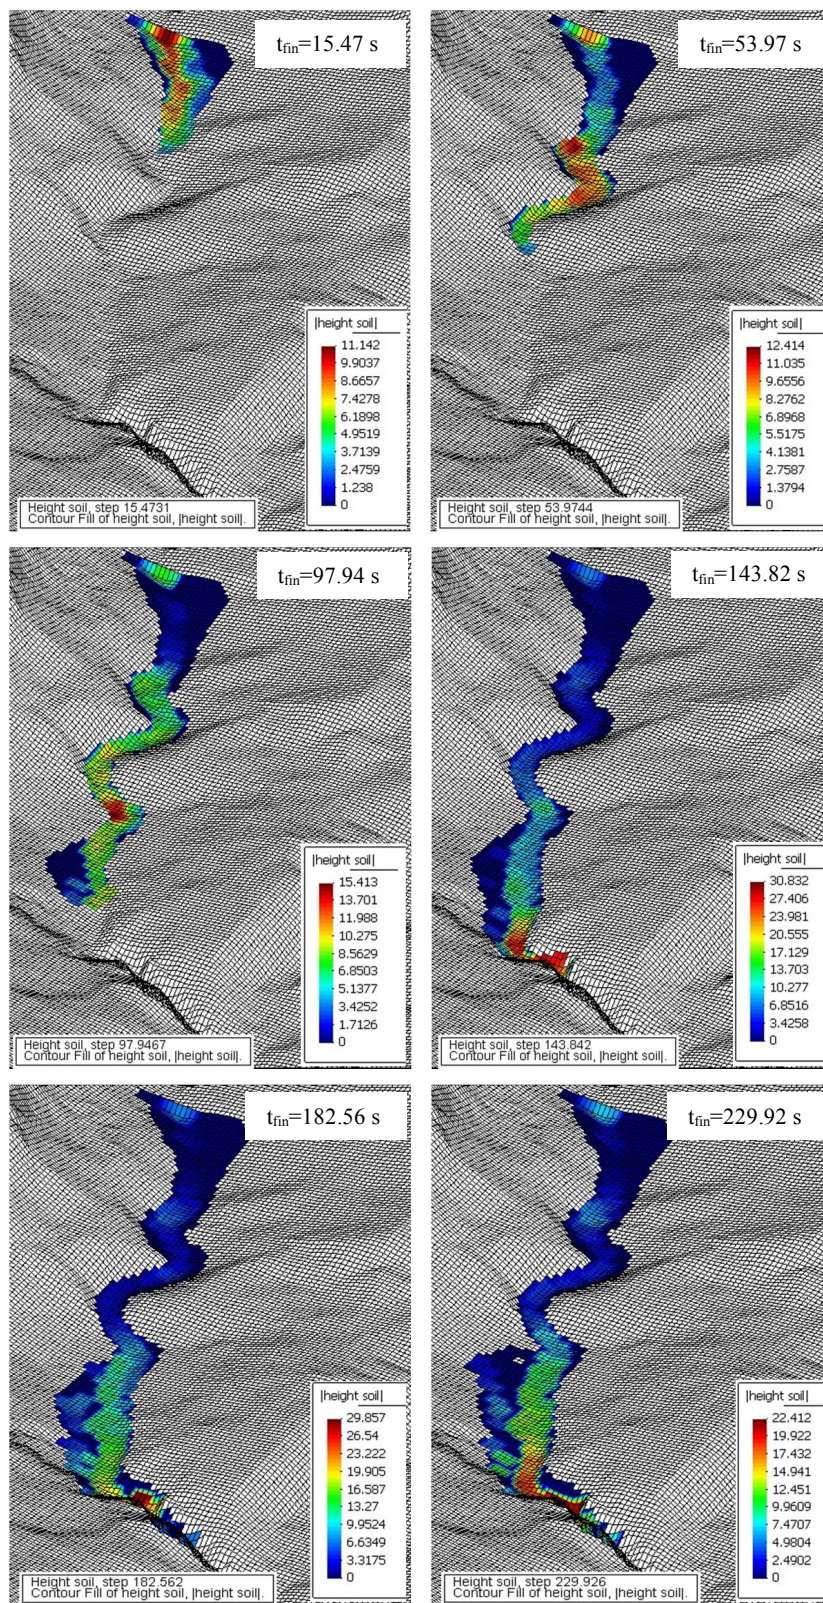 t_fin=15.47 s
|height soil|
11.142
9.9037
8.6657
7.4278
6.1898
4.9519
3.7139
2.4759
1.238
0
Height soil, step 15.4731
Contour Fill of height soil, |height soil|.
t_fin=53.97 s
|height soil|
12.414
11.035
9.6556
8.2762
6.8968
5.5175
4.1381
2.7587
1.3794
0
Height soil, step 53.9744
Contour Fill of height soil, |height soil|.
t_fin=97.94 s
|height soil|
15.413
13.701
11.988
10.275
8.5629
6.8503
5.1377
3.4252
1.7126
0
Height soil, step 97.9467
Contour Fill of height soil, |height soil|.
t_fin=143.82 s
|height soil|
30.832
27.406
23.981
20.555
17.129
13.703
10.277
6.8516
3.4258
0
Height soil, step 143.842
Contour Fill of height soil, |height soil|.
t_fin=182.56 s
|height soil|
29.857
26.54
23.222
19.905
16.587
13.27
9.9524
6.6349
3.3175
0
Height soil, step 182.562
Contour Fill of height soil, |height soil|.
t_fin=229.92 s
|height soil|
22.412
19.922
17.432
14.941
12.451
9.9609
7.4707
4.9804
2.4902
0
Height soil, step 229.926
Contour Fill of height soil, |height soil|.